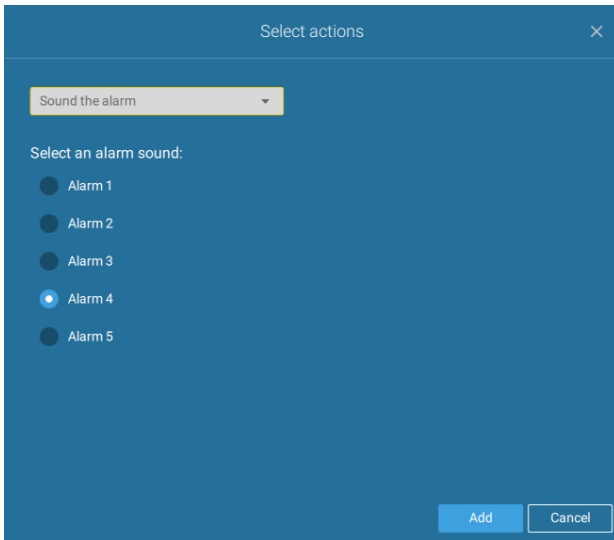 Select actions
Sound the alarm
Select an alarm sound:
Alarm 1
Alarm 2
Alarm 3
Alarm 4
Alarm 5
Add Cancel